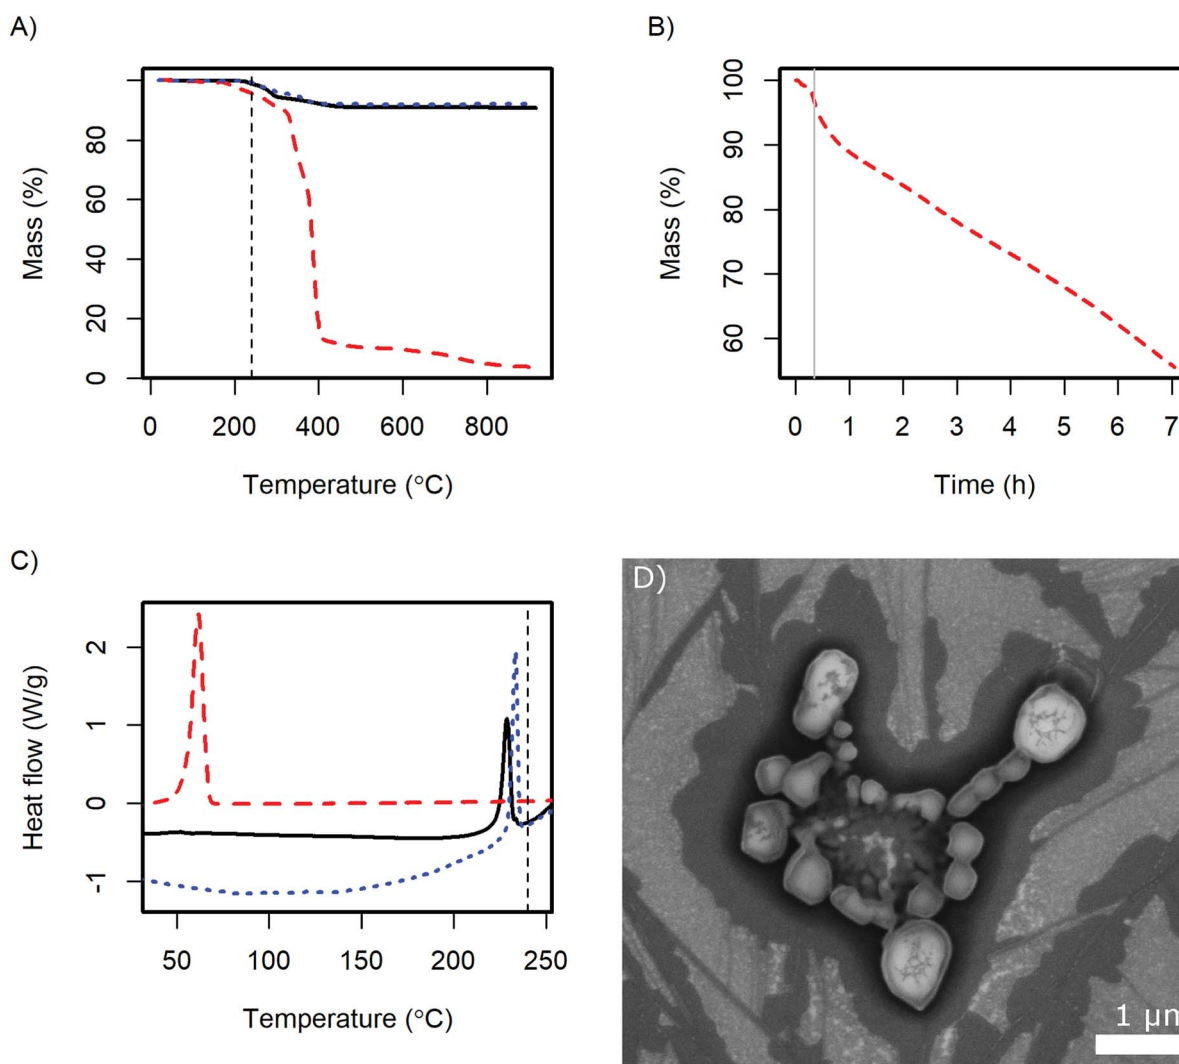 A)
Mass (%)
0 20 40 60 80
0 200 400 600 800
Temperature (°C)
B)
Mass (%)
60 70 80 90 100
0 1 2 3 4 5 6 7
Time (h)
C)
Heat flow (W/g)
-1 0 1 2
50 100 150 200 250
Temperature (°C)
D)
1 µm